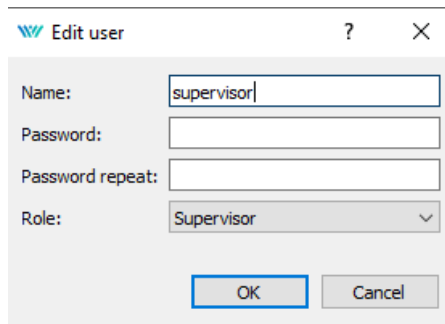 Edit user ?
Name: supervisor
Password:
Password repeat:
Role: Supervisor
OK Cancel